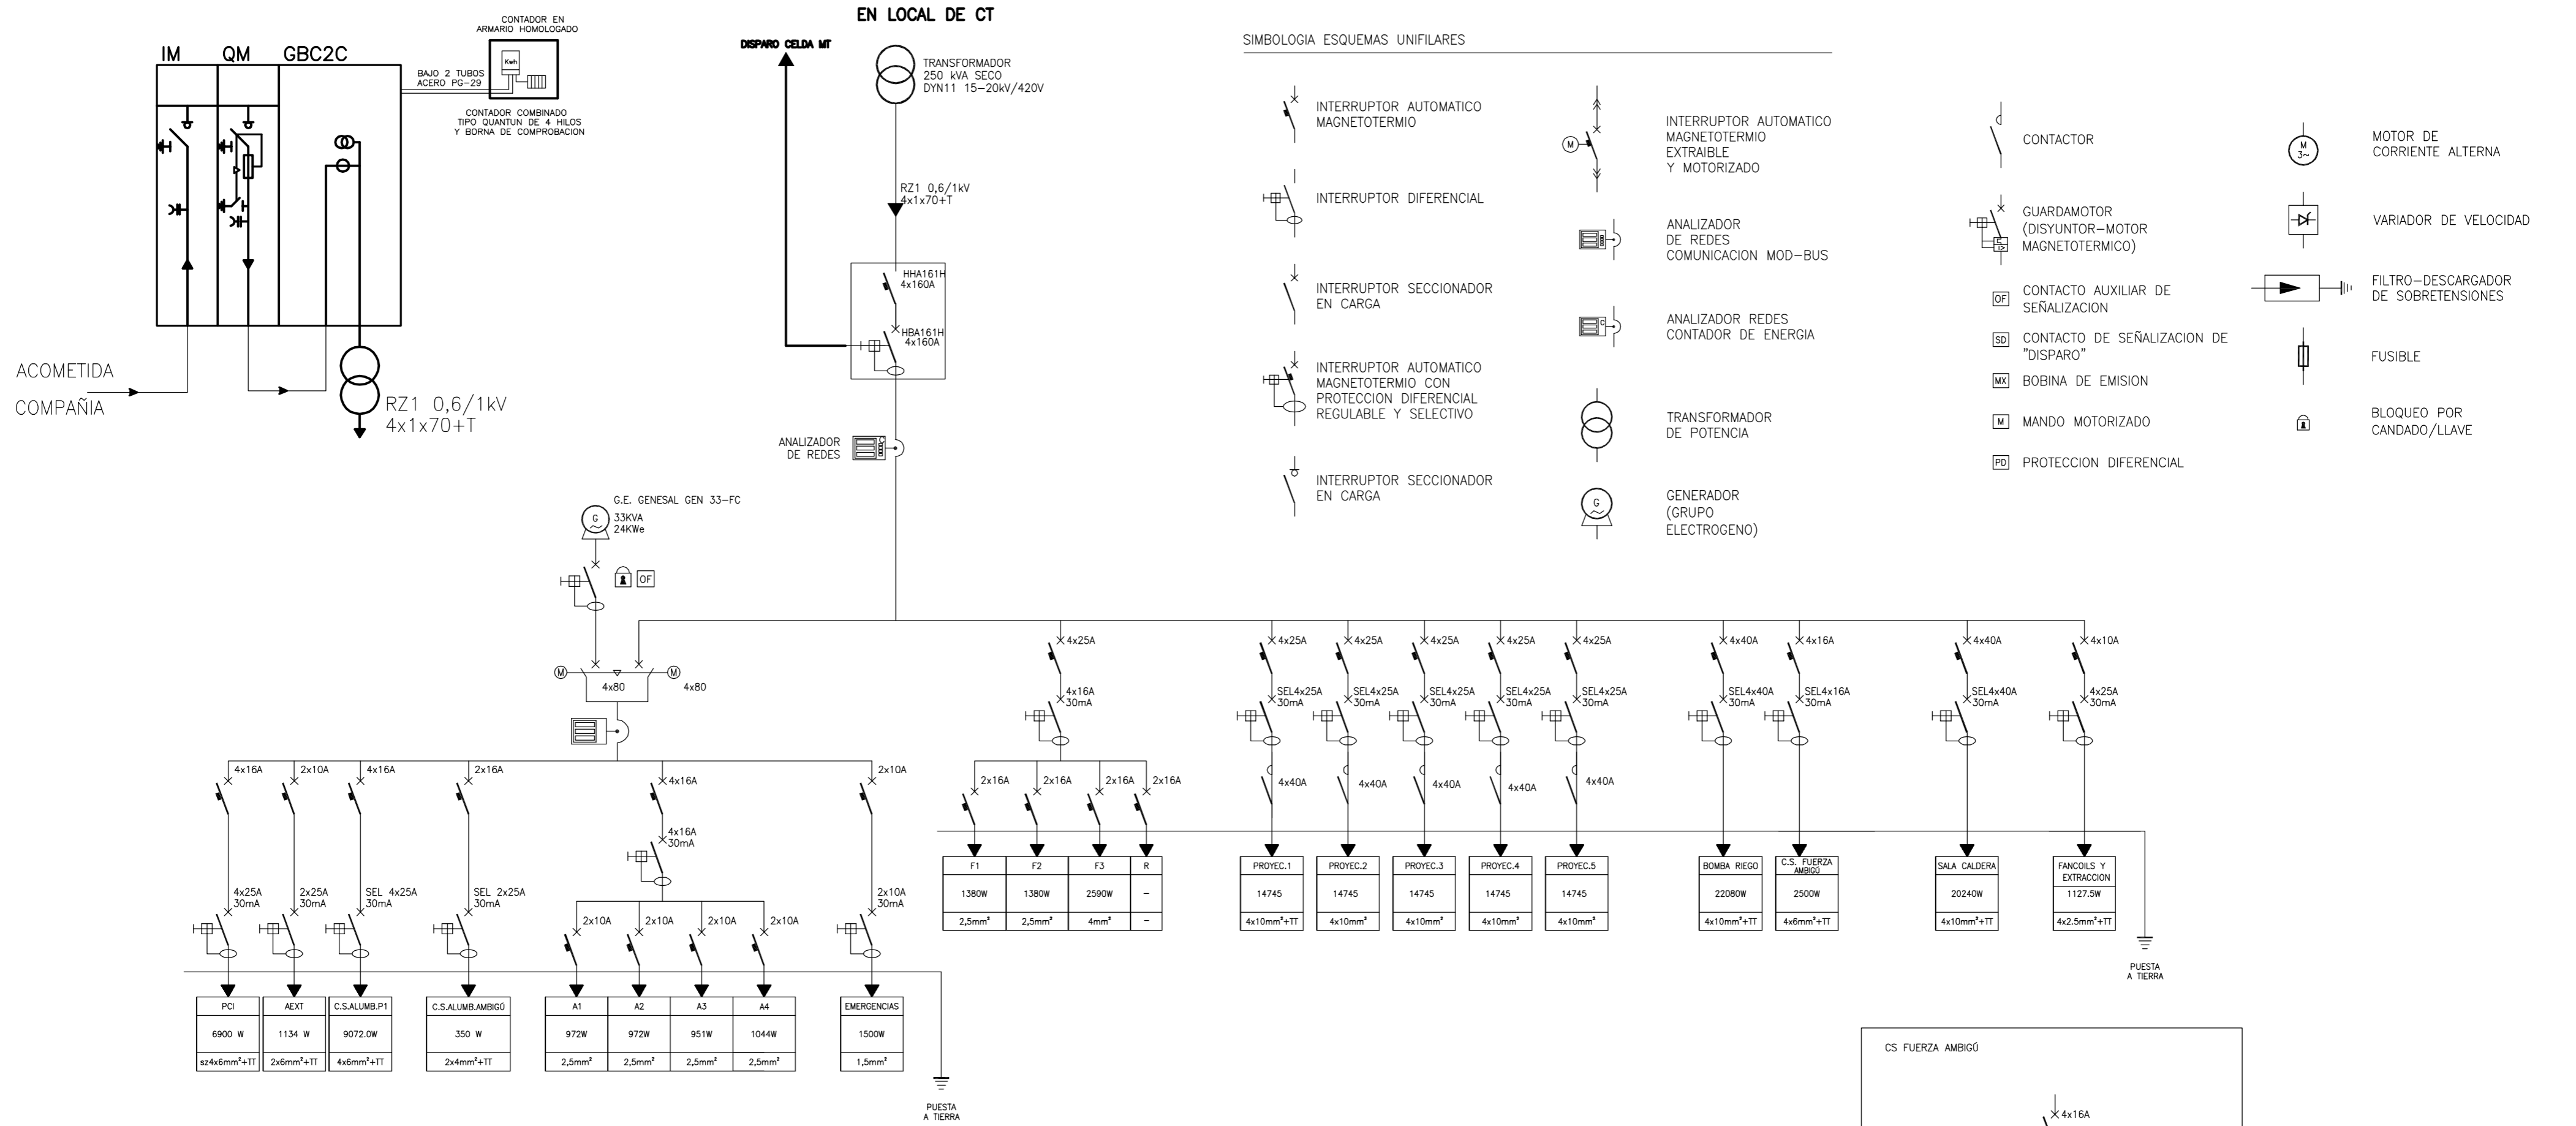 EN LOCAL DE CT
CONTADOR EN
ARMARIO HOMOLOGADO
IM
QM
GBC2C
Kwh
BAJO 2 TUBOS
ACERO PG-29
CONTADOR COMBINADO
TIPO QUANTUN DE 4 HILOS
Y BORNA DE COMPROBACION
ACOMETIDA
COMPAÑIA
RZ1 0,6/1kV
4x1x70+T
DISPARO CELDA MT
TRANSFORMADOR
250 kVA SECO
DYN11 15-20kV/420V
RZ1 0,6/1kV
4x1x70+T
HHA161H
4x160A
HBA161H
4x160A
ANALIZADOR
DE REDES
C
SIMBOLOGIA ESQUEMAS UNIFILARES
INTERRUPTOR AUTOMATICO
MAGNETOTERMIO
INTERRUPTOR DIFERENCIAL
INTERRUPTOR SECCIONADOR
EN CARGA
INTERRUPTOR AUTOMATICO
MAGNETOTERMIO CON
PROTECCION DIFERENCIAL
REGULABLE Y SELECTIVO
INTERRUPTOR SECCIONADOR
EN CARGA
M
INTERRUPTOR AUTOMATICO
MAGNETOTERMIO
EXTRAIBLE
Y MOTORIZADO
ANALIZADOR
DE REDES
COMUNICACION MOD-BUS
C
ANALIZADOR REDES
CONTADOR DE ENERGIA
TRANSFORMADOR
DE POTENCIA
G
GENERADOR
(GRUPO
ELECTROGENO)
CONTACTOR
GUARDAMOTOR
(DISYUNTOR-MOTOR
MAGNETOTERMICO)
OF
CONTACTO AUXILIAR DE
SEÑALIZACION
SD
CONTACTO DE SEÑALIZACION DE
"DISPARO"
MX
BOBINA DE EMISION
M
MANDO MOTORIZADO
PD
PROTECCION DIFERENCIAL
M
3~
MOTOR DE
CORRIENTE ALTERNA
VARIADOR DE VELOCIDAD
FILTRO-DESCARGADOR
DE SOBRETENSIONES
FUSIBLE
BLOQUEO POR
CANDADO/LLAVE
G.E. GENESAL GEN 33-FC
G
33KVA
24KWe
OF
M
M
4x80
4x80
4x16A
2x10A
4x16A
2x16A
4x16A
2x10A
4x16A
30mA
4x25A
30mA
2x25A
30mA
SEL 4x25A
30mA
SEL 2x25A
30mA
2x10A
2x10A
2x10A
2x10A
2x10A
30mA
PCI
AEXT
C.S.ALUMB.P1
C.S.ALUMB.AMBIGÚ
A1
A2
A3
A4
EMERGENCIAS
6900 W
1134 W
9072.0W
350 W
972W
972W
951W
1044W
1500W
sz4x6mm²+TT
2x6mm²+TT
4x6mm²+TT
2x4mm²+TT
2,5mm²
2,5mm²
2,5mm²
2,5mm²
1,5mm²
PUESTA
A TIERRA
4x25A
4x25A
4x25A
4x25A
4x25A
4x25A
4x40A
4x16A
4x40A
4x10A
4x16A
30mA
SEL4x25A
30mA
SEL4x25A
30mA
SEL4x25A
30mA
SEL4x25A
30mA
SEL4x25A
30mA
SEL4x40A
30mA
SEL4x16A
30mA
SEL4x40A
30mA
4x25A
30mA
2x16A
2x16A
2x16A
2x16A
4x40A
4x40A
4x40A
4x40A
4x40A
F1
F2
F3
R
PROYEC.1
PROYEC.2
PROYEC.3
PROYEC.4
PROYEC.5
BOMBA RIEGO
C.S. FUERZA
AMBIGÚ
SALA CALDERA
FANCOILS Y
EXTRACCION
1380W
1380W
2590W
-
14745
14745
14745
14745
14745
22080W
2500W
20240W
1127.5W
2,5mm²
2,5mm²
4mm²
-
4x10mm²+TT
4x10mm²
4x10mm²
4x10mm²
4x10mm²
4x10mm²+TT
4x6mm²+TT
4x10mm²+TT
4x2.5mm²+TT
PUESTA
A TIERRA
CS FUERZA AMBIGÚ
4x16A